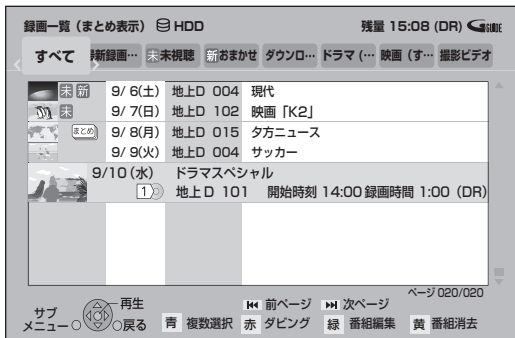 録画一覧(まとめ表示) HDD 残量 15:08 (DR) GGUIDE
すべて 最新録画… 未未視聴 新おまかせ ダウンロ… ドラマ(… 映画(す… 撮影ビデオ
未 新 9/ 6(土) 地上D 004 現代
未 9/ 7(日) 地上D 102 映画「K2」
まとめ 9/ 8(月) 地上D 015 夕方ニュース
9/ 9(火) 地上D 004 サッカー
9/10(水) ドラマスペシャル
1 地上D 101 開始時刻 14:00 録画時間 1:00 (DR)
ページ 020/020
サブメニュー 再生 戻る
前ページ 次ページ
青 複数選択 赤 ダビング 緑 番組編集 黄 番組消去